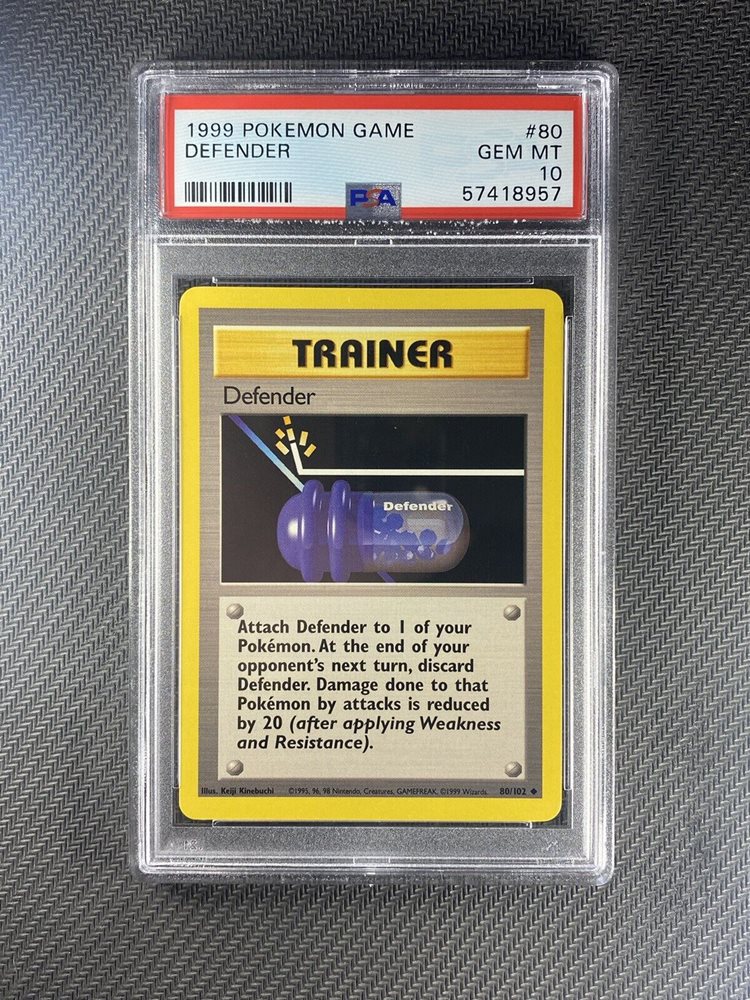 1999 POKEMON GAME #80
DEFENDER GEM MT
10
PSA 57418957
TRAINER
Defender
Defender
Attach Defender to 1 of your
Pokémon. At the end of your
opponent's next turn, discard
Defender. Damage done to that
Pokémon by attacks is reduced
by 20 (after applying Weakness
and Resistance).
Illus. Keiji Kinebuchi ©1995, 96, 98 Nintendo, Creatures, GAMEFREAK. ©1999 Wizards. 80/102